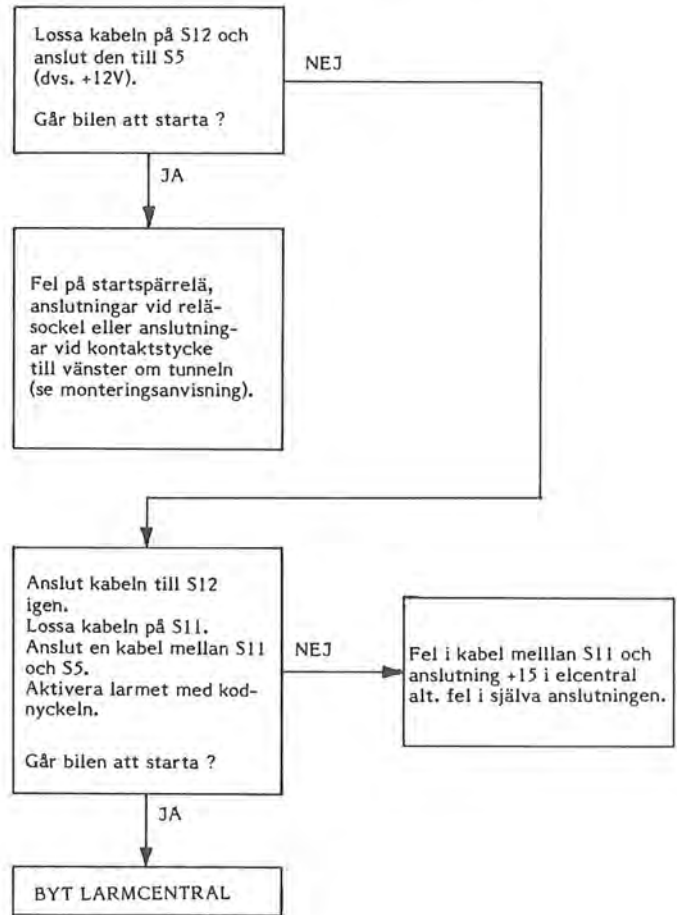 Lossa kabeln på S12 och
anslut den till S5
(dvs. +12V).
Går bilen att starta ?
NEJ
JA
Fel på startspärrelä,
anslutningar vid relä-
sockel eller anslutning-
ar vid kontaktstycke
till vänster om tunneln
(se monteringsanvisning).
Anslut kabeln till S12
igen.
Lossa kabeln på S11.
Anslut en kabel mellan S11
och S5.
Aktivera larmet med kod-
nyckeln.
Går bilen att starta ?
NEJ
Fel i kabel melllan S11 och
anslutning +15 i elcentral
alt. fel i själva anslutningen.
JA
BYT LARMCENTRAL